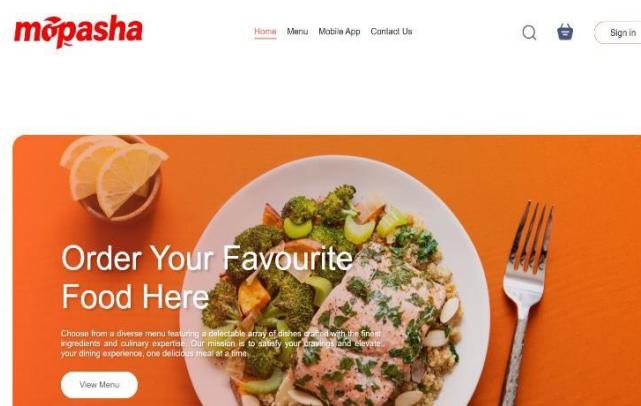 mopasha
Home Menu Mobile App Contact Us
Sign in
Order Your Favourite
Food Here
Choose from a diverse menu featuring a delectable array of dishes crafted with the finest
ingredients and culinary expertise. Our mission is to satisfy your cravings and elevate
your dining experience, one delicious meal at a time.
View Menu